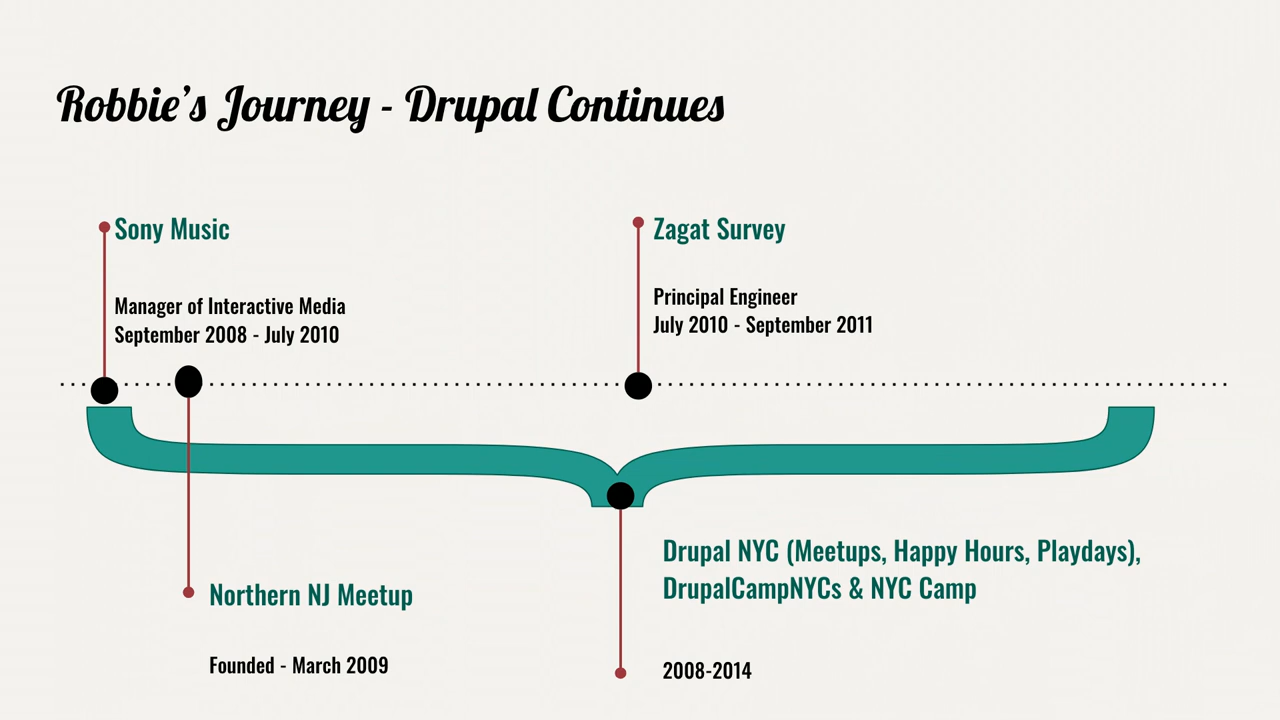 Robbie’s Journey - Drupal Continues
Sony Music
Manager of Interactive Media
September 2008 - July 2010
Zagat Survey
Principal Engineer
July 2010 - September 2011
Northern NJ Meetup
Founded - March 2009
Drupal NYC (Meetups, Happy Hours, Playdays),
DrupalCampNYCs & NYC Camp
2008-2014